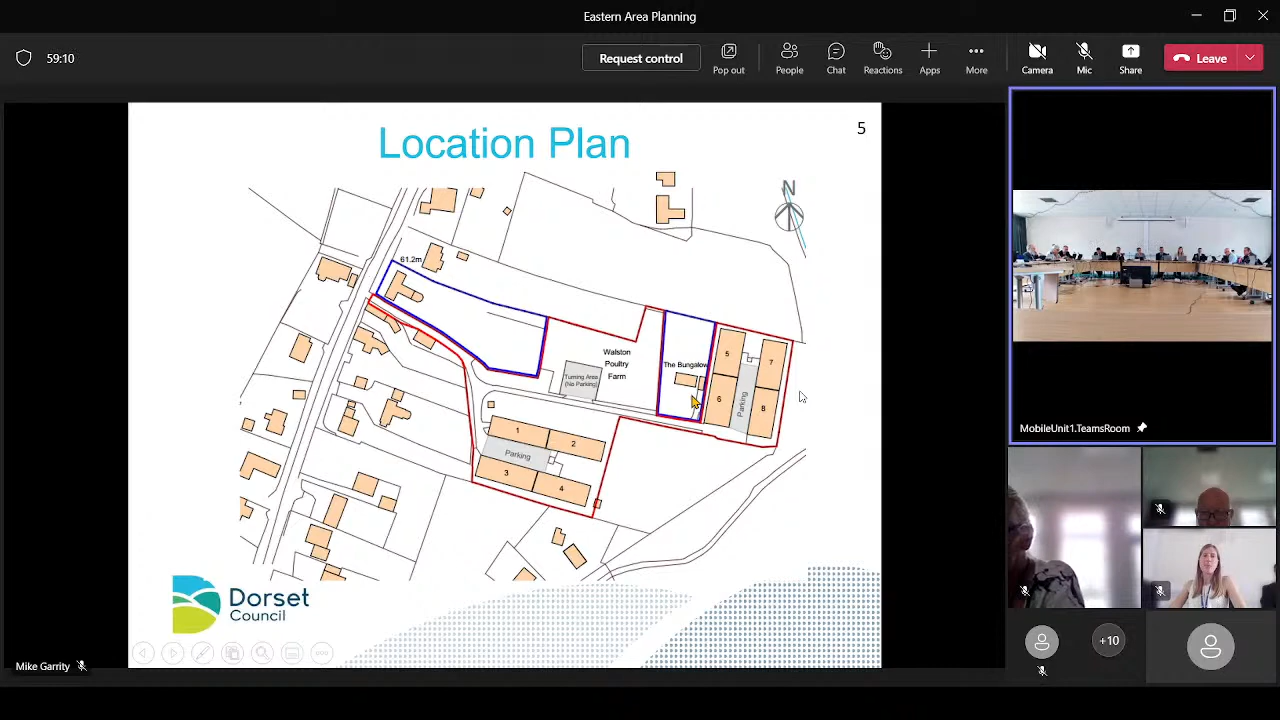 Eastern Area Planning
59:10
Request control
Pop out
People
Chat
Reactions
Apps
More
Camera
Mic
Share
Leave
Location Plan
5
N
61.2m
Walston
Poultry
Farm
The Bungalow
Turning Area
(No Parking)
5
7
6
8
Parking
1
2
Parking
3
4
Dorset
Council
Mike Garrity
MobileUnit1.TeamsRoom
+10